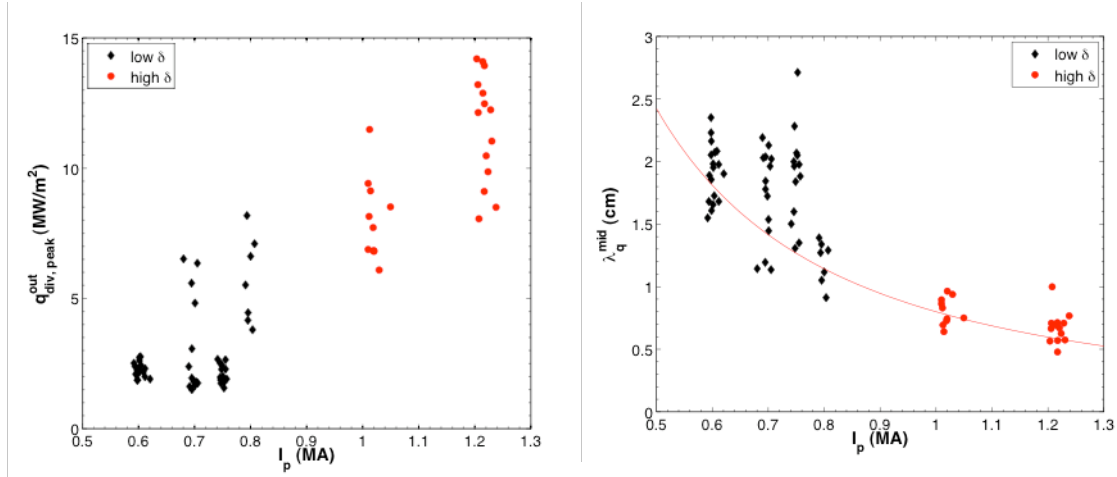 15
10
5
0
q^out_div, peak (MW/m²)
low δ
high δ
0.5 0.6 0.7 0.8 0.9 1 1.1 1.2 1.3
I_p (MA)
3
2.5
2
1.5
1
0.5
0
λ_q^mid (cm)
low δ
high δ
0.5 0.6 0.7 0.8 0.9 1 1.1 1.2 1.3
I_p (MA)